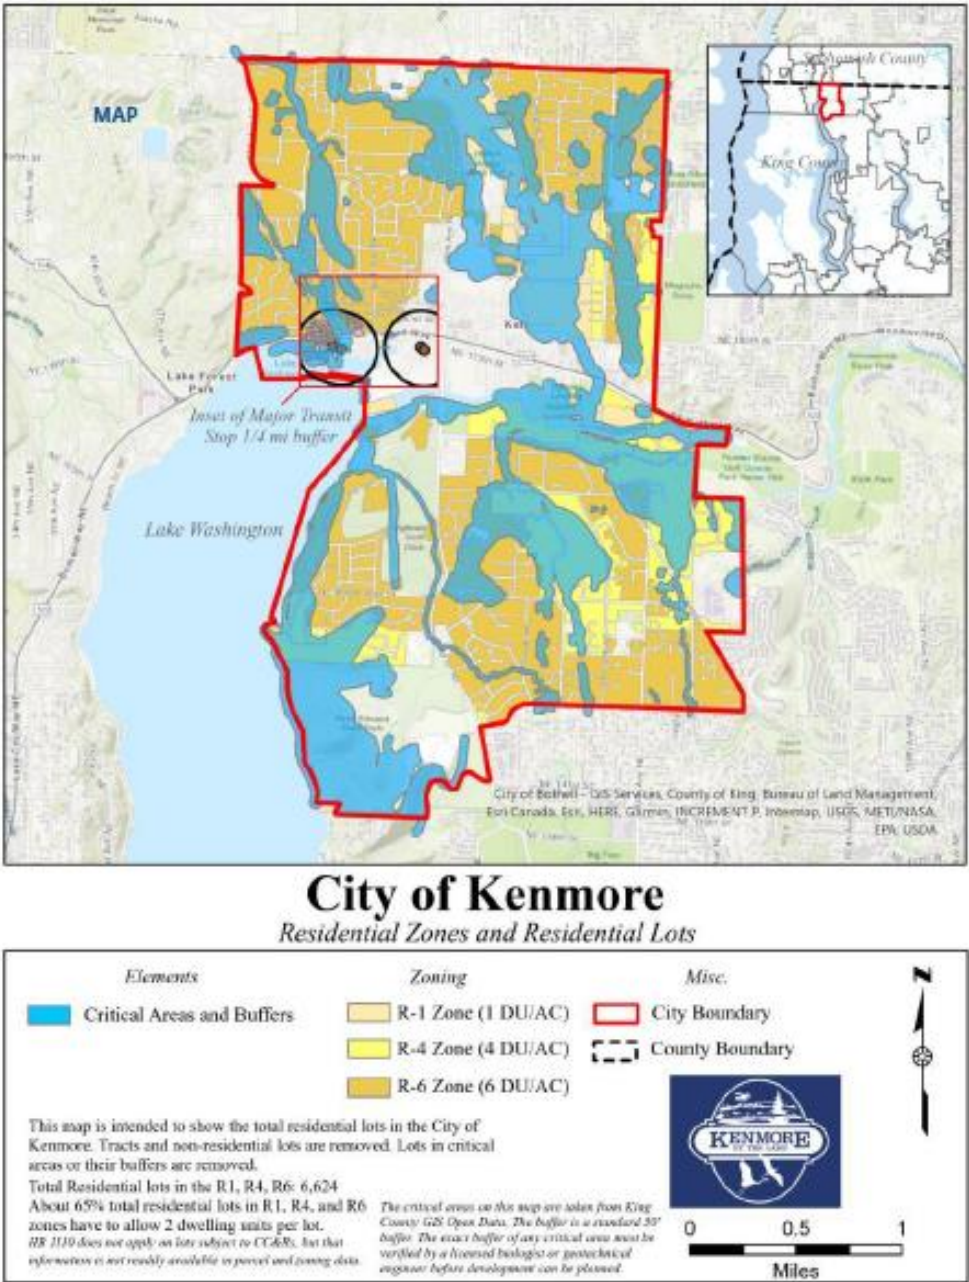 MAP
Snohomish County
King County
Lake Forest
Park
Inset of Major Transit
Stop 1/4 mi buffer
Lake Washington
City of Bothell - GIS Services, County of King, Bureau of Land Management,
Esri Canada, Esri, HERE, Garmin, INCREMENT P, Intermap, USGS, METI/NASA,
EPA, USDA
City of Kenmore
Residential Zones and Residential Lots
Elements
Critical Areas and Buffers
Zoning
R-1 Zone (1 DU/AC)
R-4 Zone (4 DU/AC)
R-6 Zone (6 DU/AC)
Misc.
City Boundary
County Boundary
N
This map is intended to show the total residential lots in the City of
Kenmore. Tracts and non-residential lots are removed. Lots in critical
areas or their buffers are removed.
Total Residential lots in the R1, R4, R6: 6,624
About 65% total residential lots in R1, R4, and R6
zones have to allow 2 dwelling units per lot.
HB 1110 does not apply on lots subject to CC&Rs, but that
information is not readily available in parcel and zoning data.
The critical areas on this map are taken from King
County GIS Open Data. The buffer is a standard 50'
buffer. The exact buffer of any critical area must be
verified by a licensed biologist or geotechnical
engineer before development can be planned.
KENMORE
BY THE LAKE
0 0.5 1
Miles